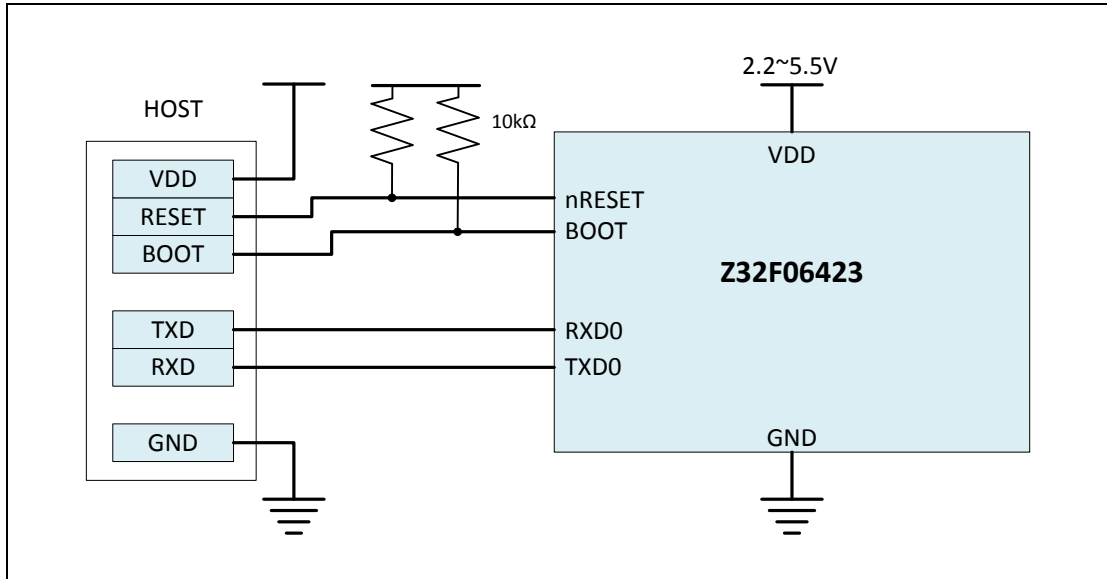 2.2~5.5V
HOST
10kΩ
VDD
VDD
RESET
nRESET
BOOT
BOOT
Z32F06423
TXD
RXD0
RXD
TXD0
GND
GND